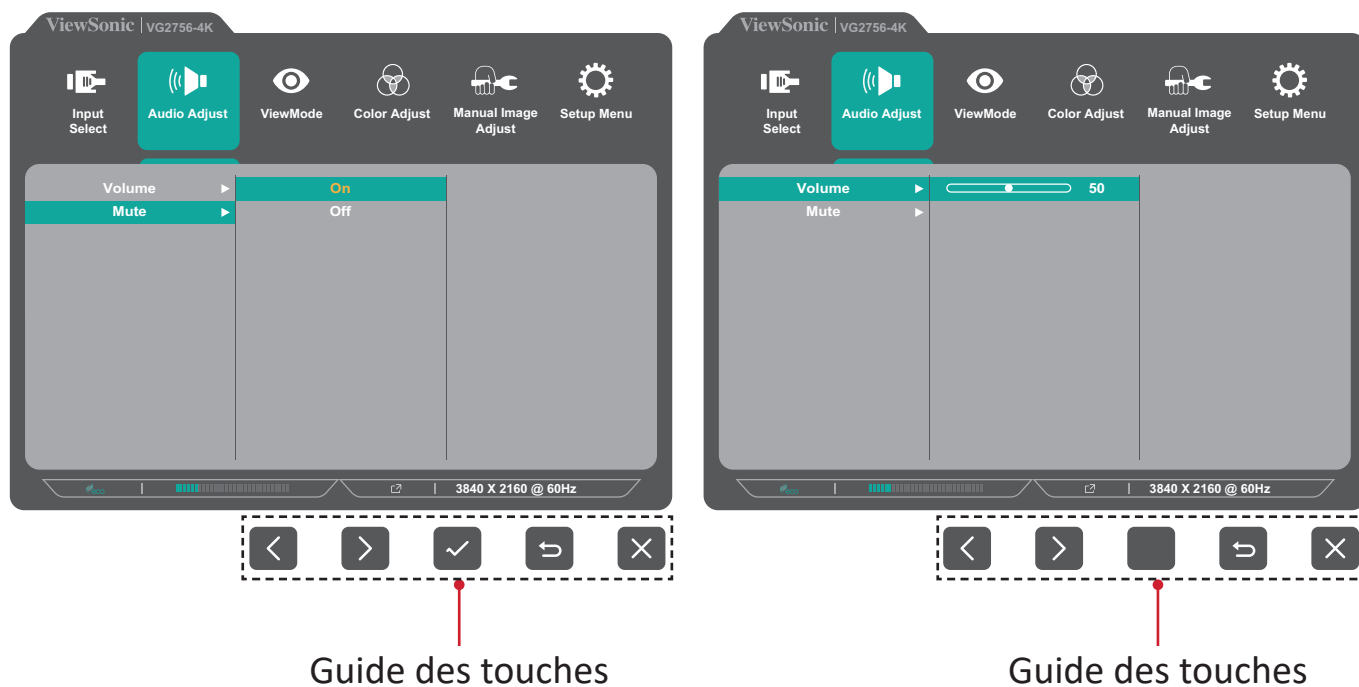 ViewSonic VG2756-4K
Input Select
Audio Adjust
ViewMode
Color Adjust
Manual Image Adjust
Setup Menu
Volume
On
Mute
Off
eco
3840 X 2160 @ 60Hz
Guide des touches
ViewSonic VG2756-4K
Input Select
Audio Adjust
ViewMode
Color Adjust
Manual Image Adjust
Setup Menu
Volume
50
Mute
eco
3840 X 2160 @ 60Hz
Guide des touches